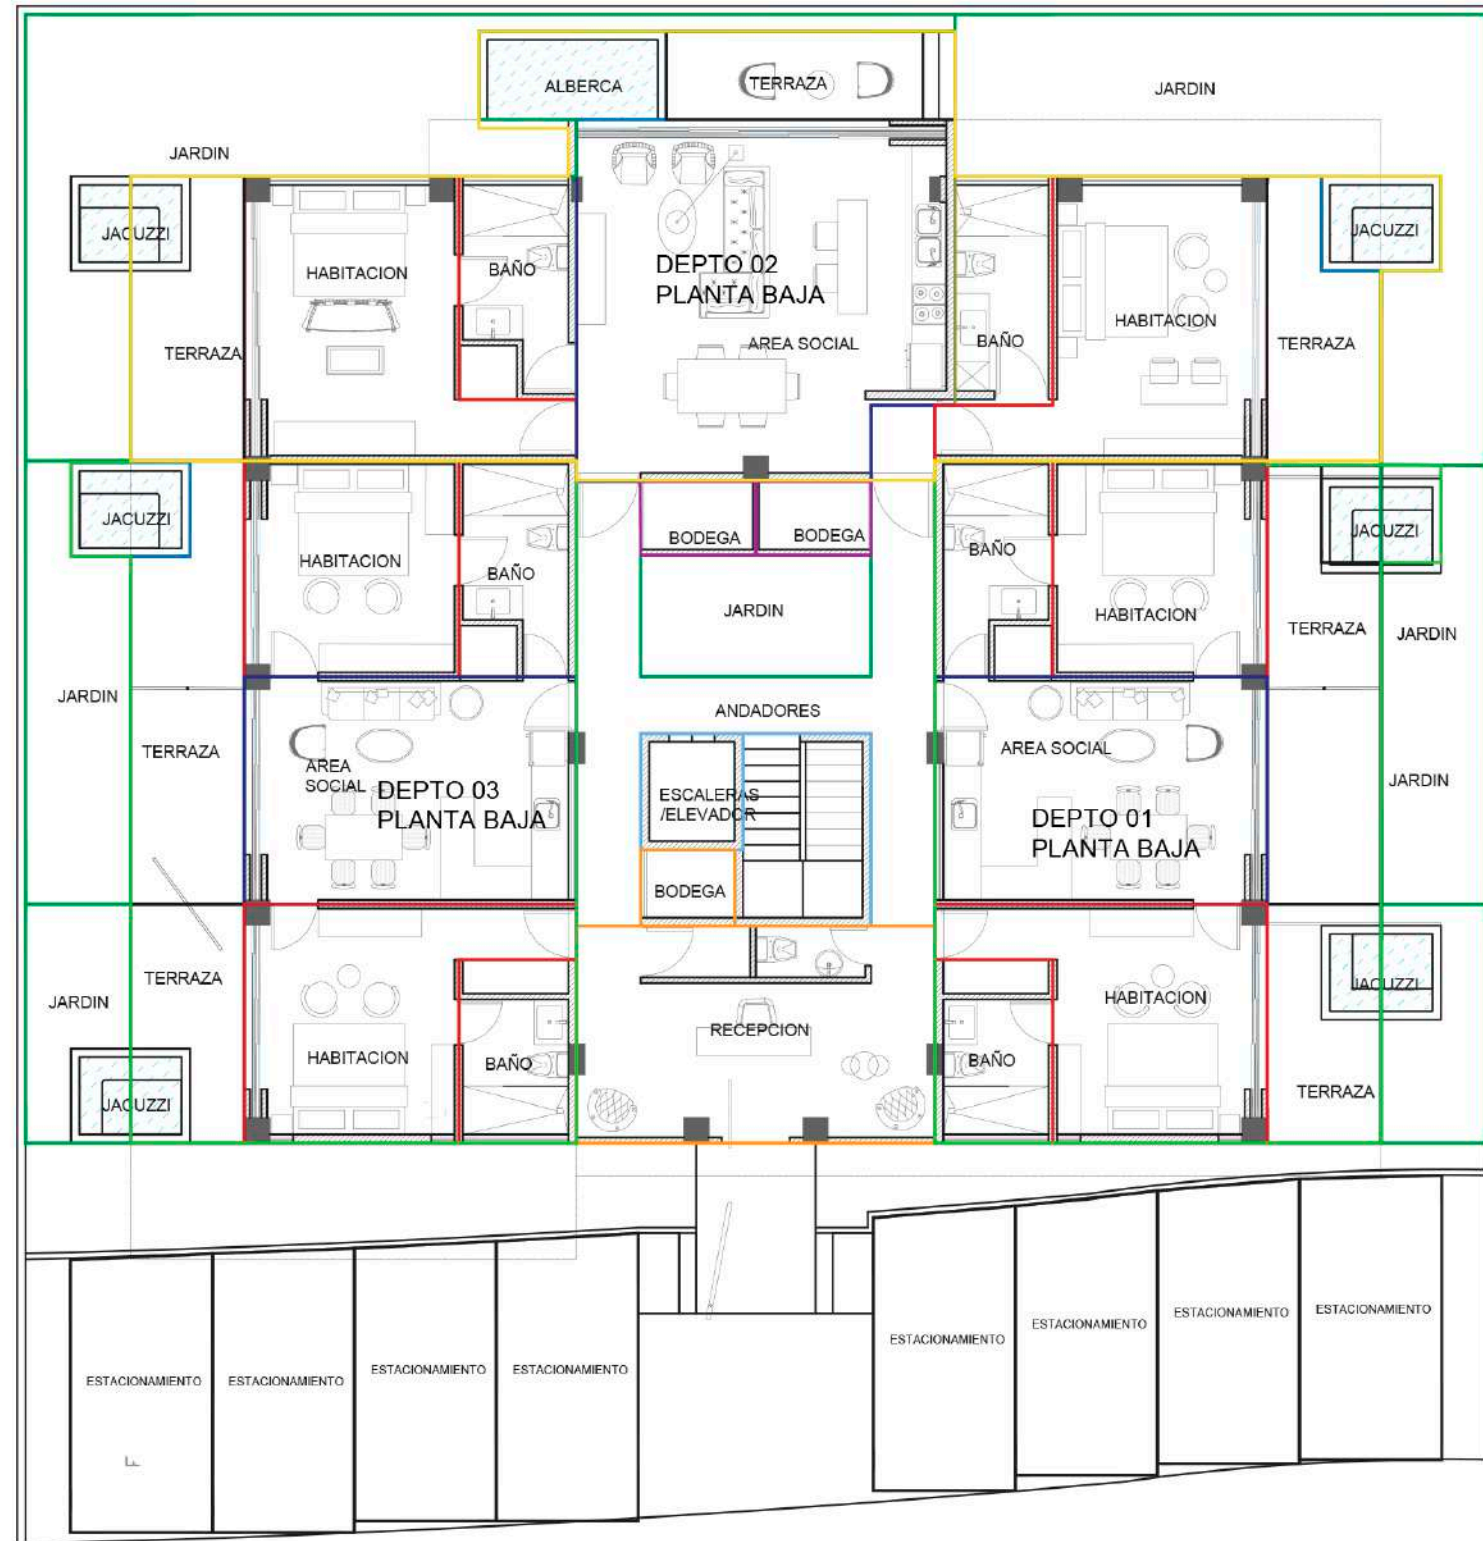 ALBERCA
TERRAZA
JARDIN
JARDIN
JACUZZI
HABITACION
BAÑO
DEPTO 02
PLANTA BAJA
JACUZZI
TERRAZA
AREA SOCIAL
BAÑO
HABITACION
TERRAZA
JACUZZI
HABITACION
BAÑO
BODEGA
BODEGA
BAÑO
JACUZZI
JARDIN
HABITACION
TERRAZA
JARDIN
JARDIN
ANDADORES
TERRAZA
AREA
SOCIAL
DEPTO 03
PLANTA BAJA
ESCALERAS
/ELEVADOR
AREA SOCIAL
JARDIN
DEPTO 01
PLANTA BAJA
BODEGA
TERRAZA
JARDIN
HABITACION
BAÑO
RECEPCION
BAÑO
HABITACION
JACUZZI
JACUZZI
TERRAZA
ESTACIONAMIENTO
ESTACIONAMIENTO
ESTACIONAMIENTO
ESTACIONAMIENTO
ESTACIONAMIENTO
ESTACIONAMIENTO
ESTACIONAMIENTO
ESTACIONAMIENTO